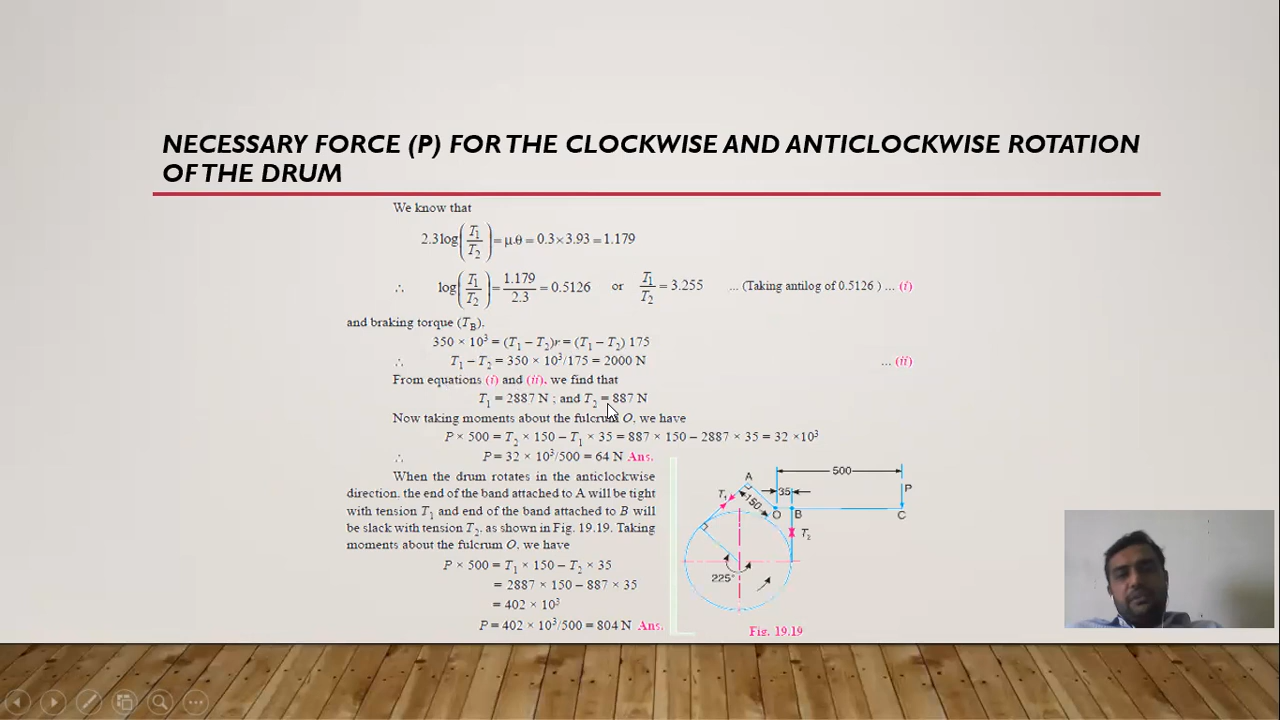 NECESSARY FORCE (P) FOR THE CLOCKWISE AND ANTICLOCKWISE ROTATION
OF THE DRUM
We know that
2.3 log(T₁/T₂) = μ.θ = 0.3 × 3.93 = 1.179
∴ log(T₁/T₂) = 1.179/2.3 = 0.5126 or T₁/T₂ = 3.255 ... (Taking antilog of 0.5126 ) ... (i)
and braking torque (T_B),
350 × 10³ = (T₁ – T₂)r = (T₁ – T₂) 175
∴ T₁ – T₂ = 350 × 10³/175 = 2000 N ... (ii)
From equations (i) and (ii), we find that
T₁ = 2887 N ; and T₂ = 887 N
Now taking moments about the fulcrum O, we have
P × 500 = T₂ × 150 – T₁ × 35 = 887 × 150 – 2887 × 35 = 32 ×10³
∴ P = 32 × 10³/500 = 64 N Ans.
When the drum rotates in the anticlockwise
direction, the end of the band attached to A will be tight
with tension T₁ and end of the band attached to B will
be slack with tension T₂, as shown in Fig. 19.19. Taking
moments about the fulcrum O, we have
P × 500 = T₁ × 150 – T₂ × 35
= 2887 × 150 – 887 × 35
= 402 × 10³
P = 402 × 10³/500 = 804 N Ans.
500
A
35
P
T₁
150
O
B
C
T₂
225°
Fig. 19.19